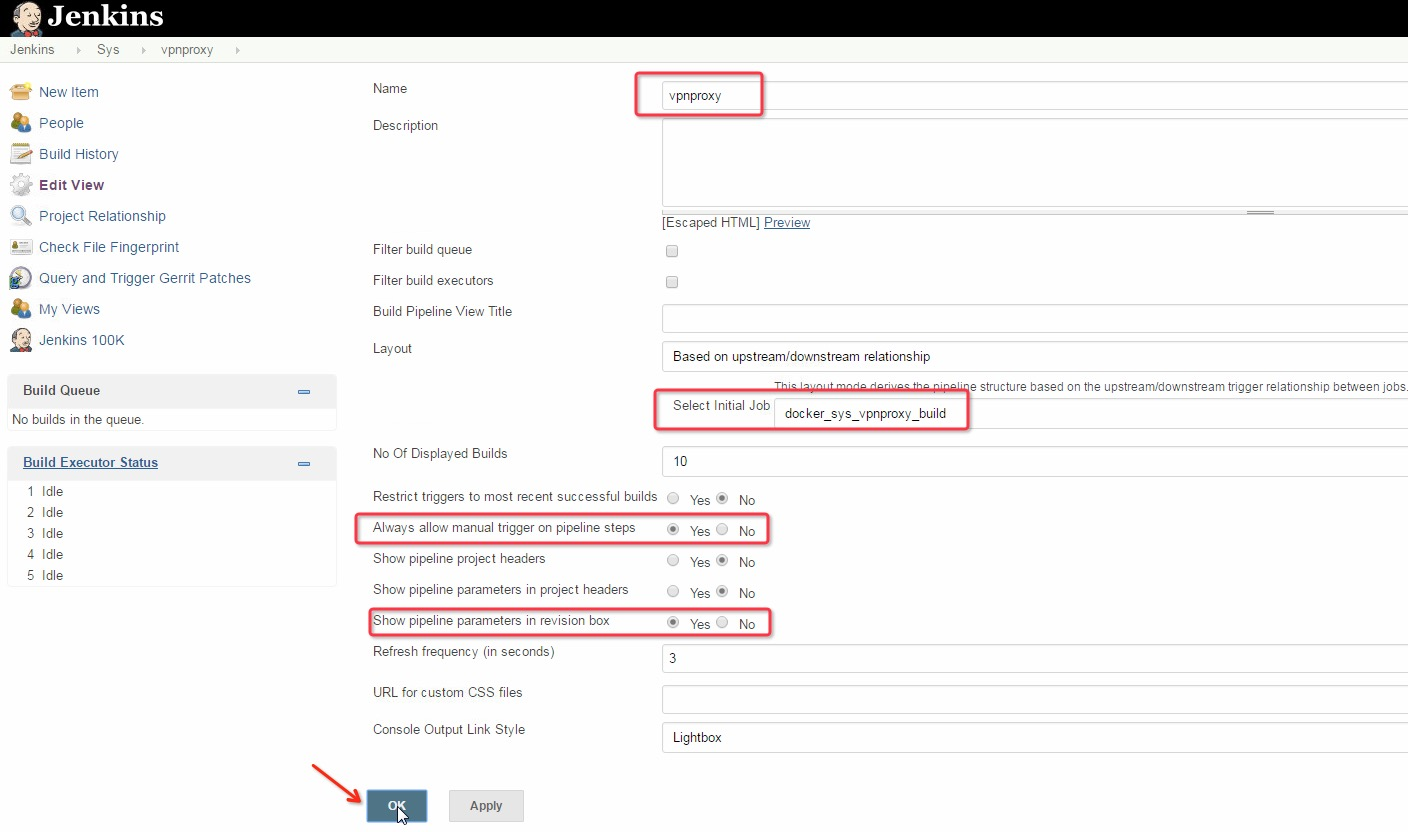 Jenkins
Jenkins Sys vpnproxy
New Item
People
Build History
Edit View
Project Relationship
Check File Fingerprint
Query and Trigger Gerrit Patches
My Views
Jenkins 100K
Build Queue
No builds in the queue.
Build Executor Status
1 Idle
2 Idle
3 Idle
4 Idle
5 Idle
Name vpnproxy
Description
[Escaped HTML] Preview
Filter build queue
Filter build executors
Build Pipeline View Title
Layout Based on upstream/downstream relationship
This layout mode derives the pipeline structure based on the upstream/downstream trigger relationship between jobs.
Select Initial Job docker_sys_vpnproxy_build
No Of Displayed Builds 10
Restrict triggers to most recent successful builds Yes No
Always allow manual trigger on pipeline steps Yes No
Show pipeline project headers Yes No
Show pipeline parameters in project headers Yes No
Show pipeline parameters in revision box Yes No
Refresh frequency (in seconds) 3
URL for custom CSS files
Console Output Link Style Lightbox
OK Apply